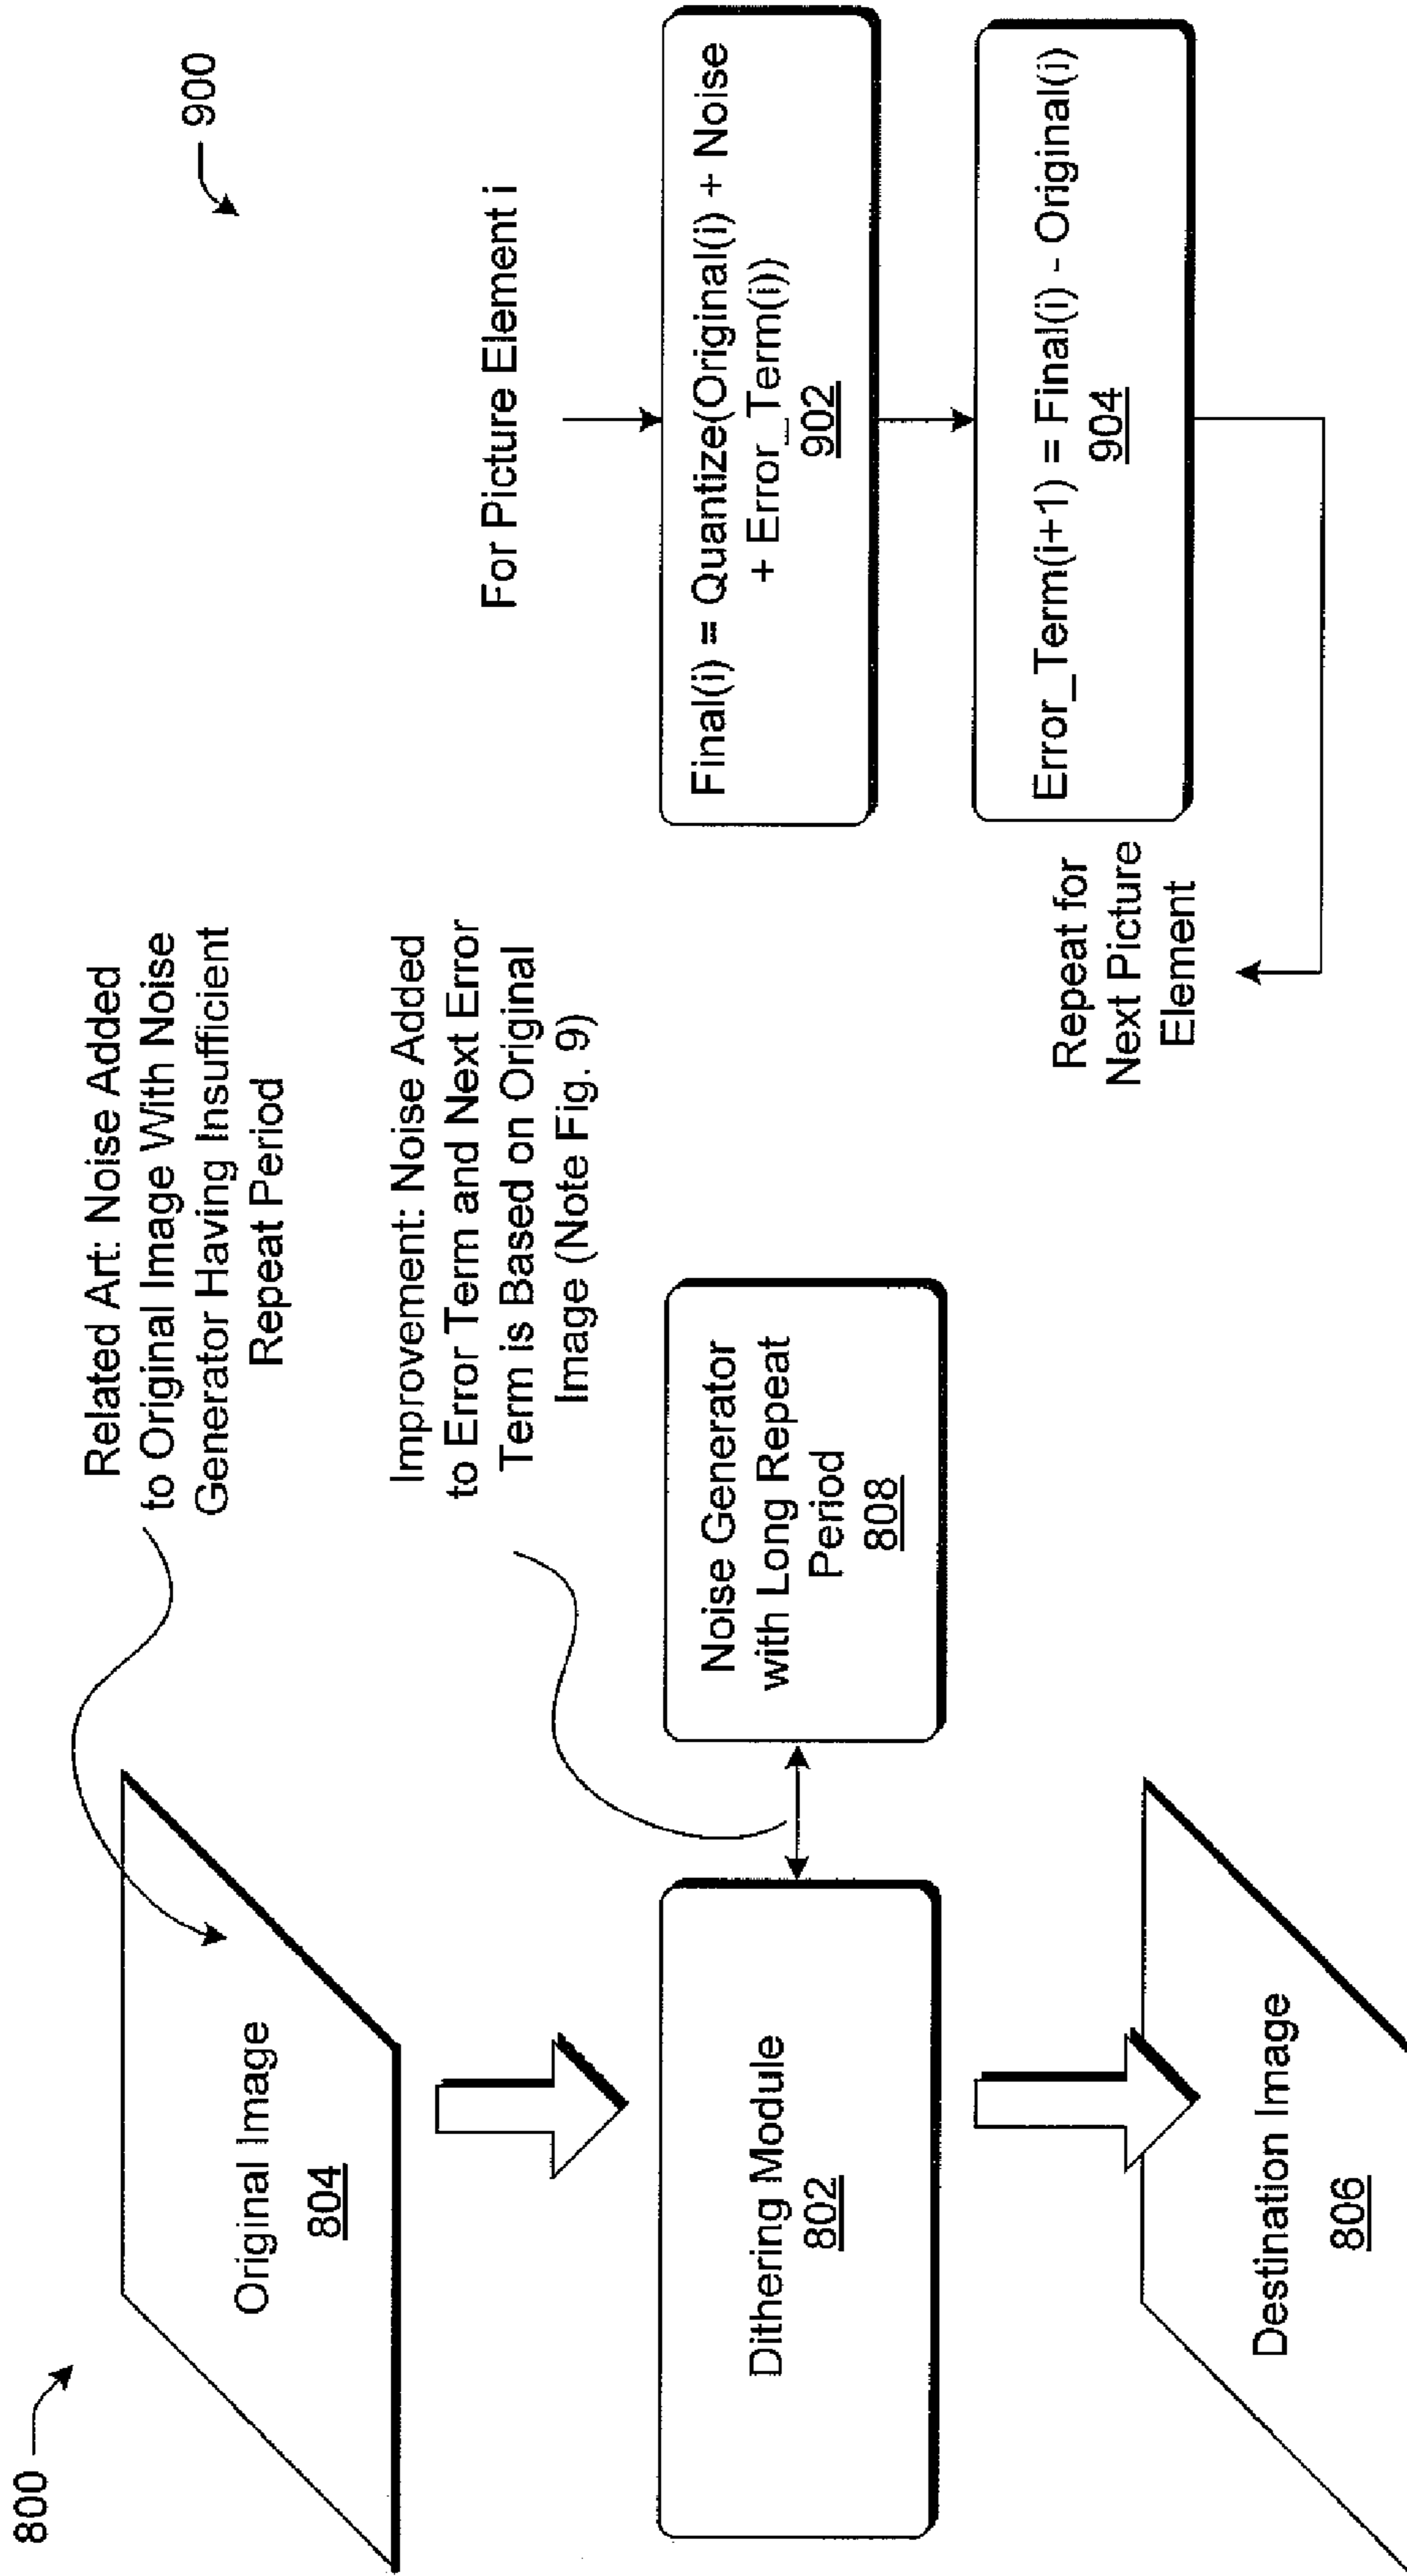 800
Related Art: Noise Added
to Original Image With Noise
Generator Having Insufficient
Repeat Period
Original Image
804
Improvement: Noise Added
to Error Term and Next Error
Term is Based on Original
Image (Note Fig. 9)
Dithering Module
802
Noise Generator
with Long Repeat
Period
808
Destination Image
806
900
For Picture Element i
Final(i) = Quantize(Original(i) + Noise
+ Error_Term(i))
902
Error_Term(i+1) = Final(i) - Original(i)
904
Repeat for
Next Picture
Element